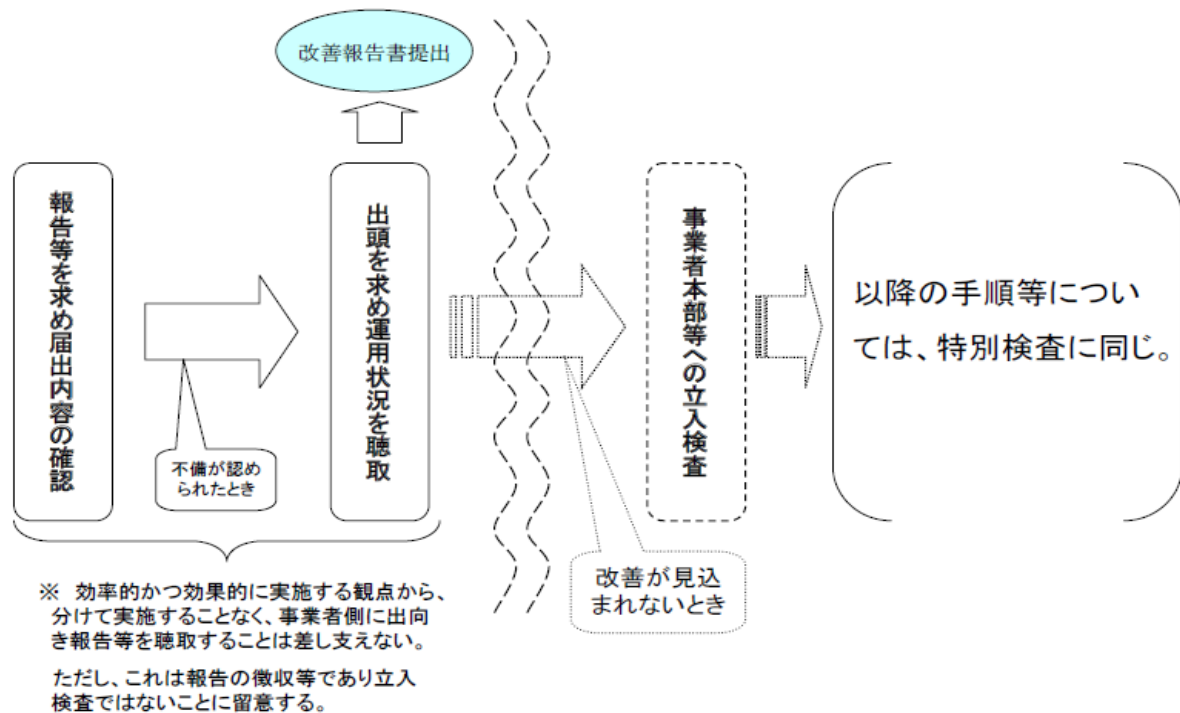 改善報告書提出
報告等を求め届出内容の確認
不備が認め
られたとき
出頭を求め運用状況を聴取
事業者本部等への立入検査
改善が見込
まれないとき
以降の手順等につい
ては、特別検査に同じ。
※ 効率的かつ効果的に実施する観点から、
分けて実施することなく、事業者側に出向
き報告等を聴取することは差し支えない。
ただし、これは報告の徴収等であり立入
検査ではないことに留意する。